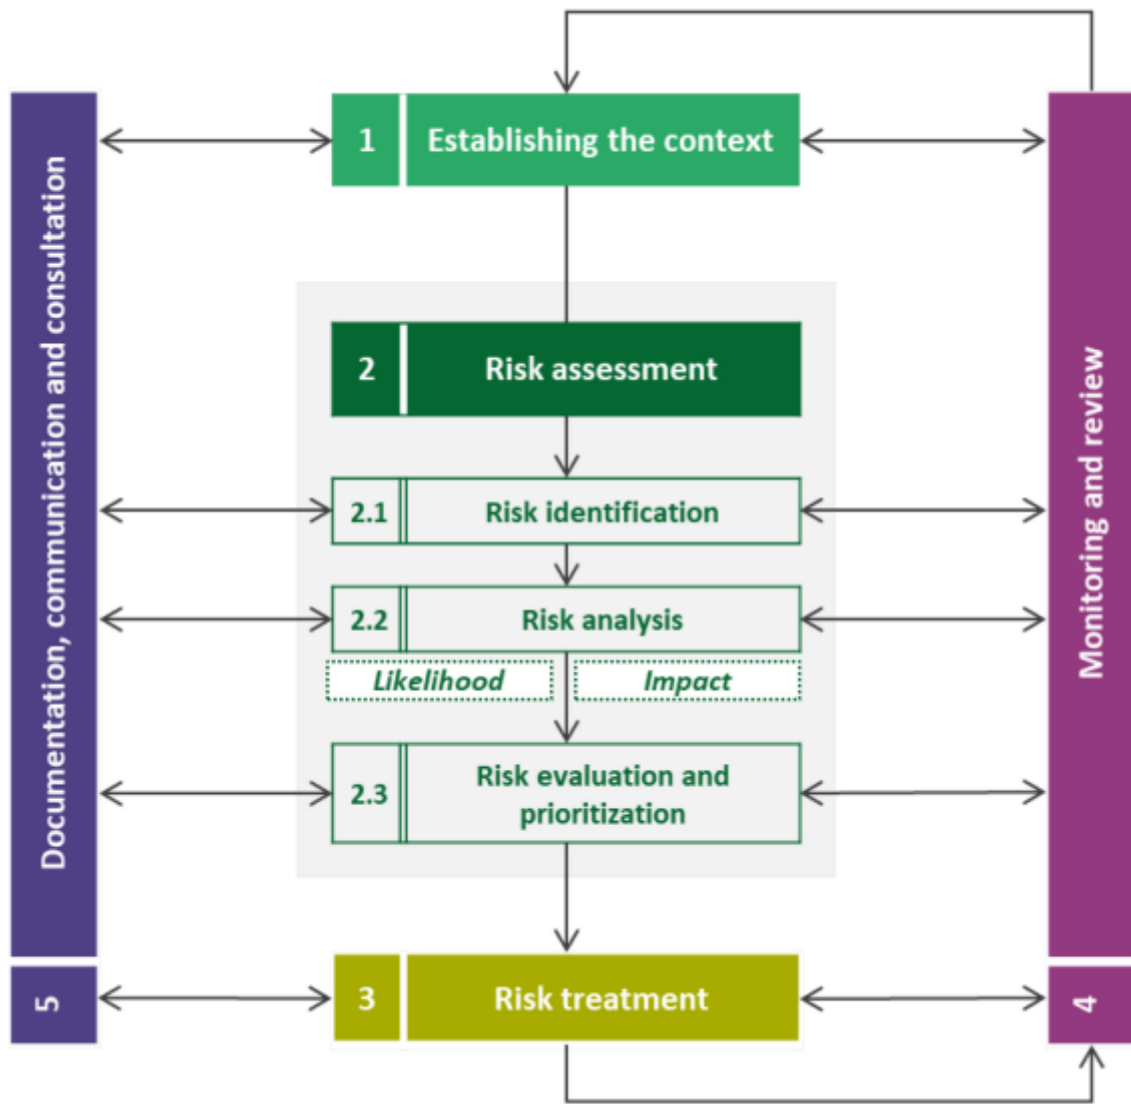 1 Establishing the context
2 Risk assessment
2.1 Risk identification
2.2 Risk analysis
Likelihood Impact
2.3 Risk evaluation and
prioritization
3 Risk treatment
4 Monitoring and review
5 Documentation, communication and consultation